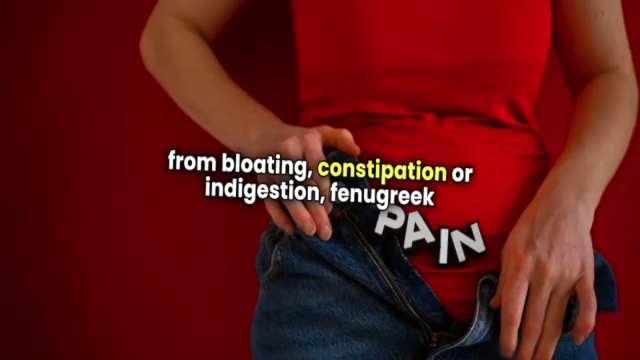 from bloating, constipation or
indigestion, fenugreek
PAIN